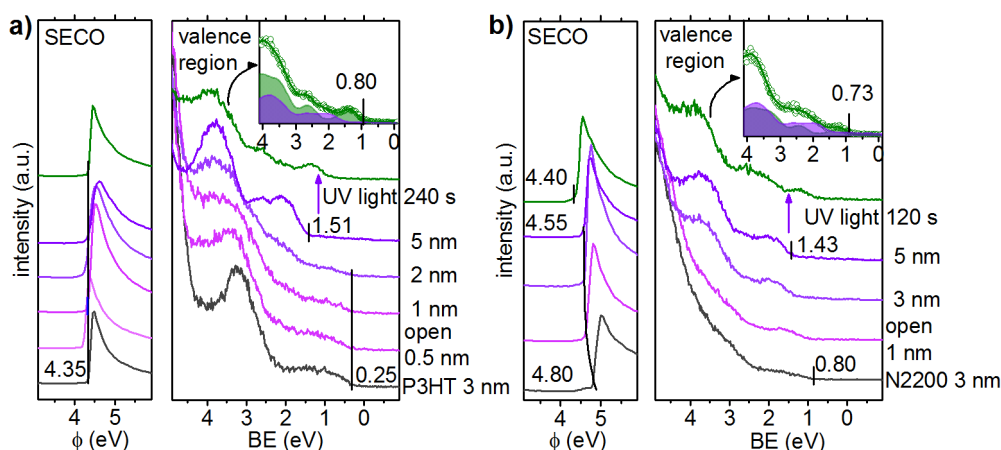 a)
SECO
valence
region
0.80
4 3 2 1 0
UV light 240 s
1.51
5 nm
2 nm
1 nm
open
0.5 nm
4.35
0.25
P3HT 3 nm
intensity (a.u.)
4 5
ϕ (eV)
4 3 2 1 0
BE (eV)
b)
SECO
valence
region
0.73
4 3 2 1 0
4.40
UV light 120 s
4.55
1.43
5 nm
3 nm
open
1 nm
4.80
0.80
N2200 3 nm
intensity (a.u.)
4 5
ϕ (eV)
4 3 2 1 0
BE (eV)